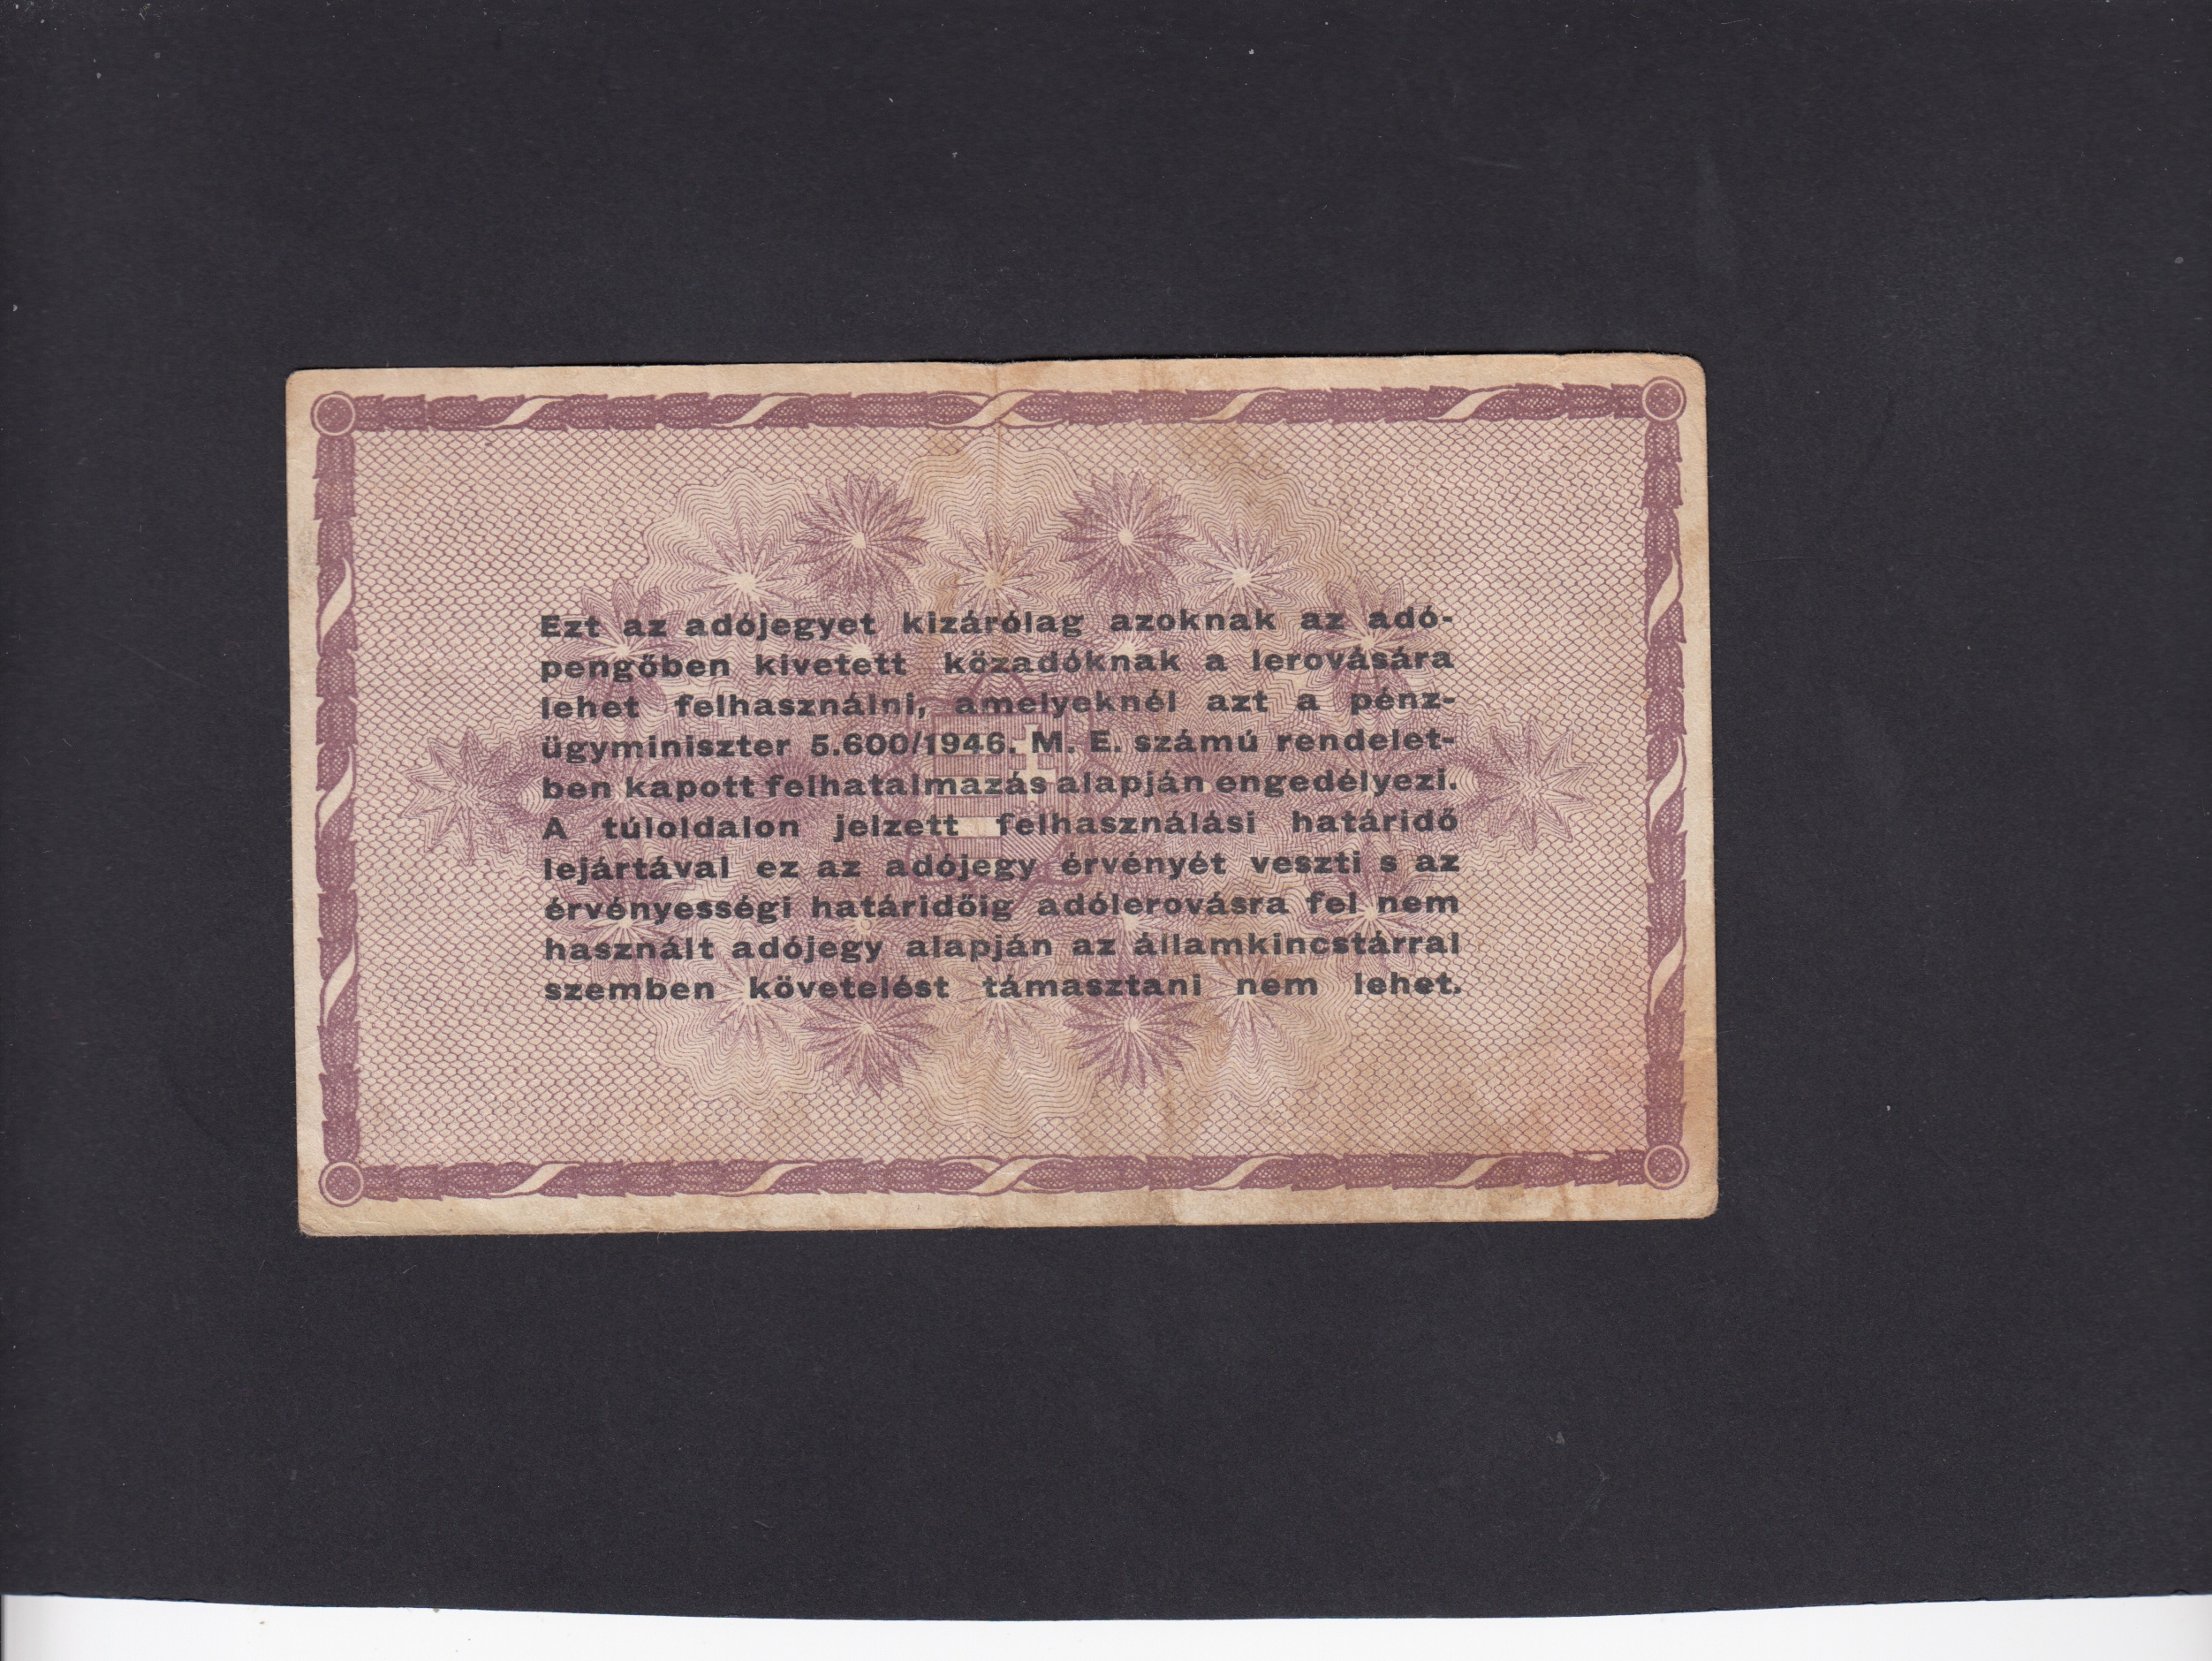 Ezt az adójegyet kizárólag azoknak az adó-
pengőben kivetett közadóknak a lerovására
lehet felhasználni, amelyeknél azt a pénz-
ügyminiszter 5.600/1946. M. E. számú rendelet-
ben kapott felhatalmazás alapján engedélyezi.
A túloldalon jelzett felhasználási határidő
lejártával ez az adójegy érvényét veszti s az
érvényességi határidőig adólerovásra fel nem
használt adójegy alapján az államkincstárral
szemben követelést támasztani nem lehet.